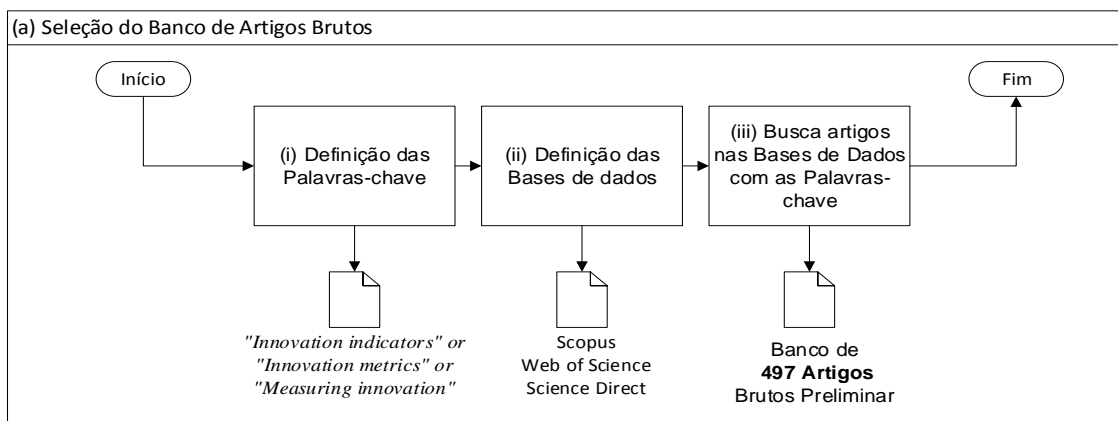 (a) Seleção do Banco de Artigos Brutos
Início
Fim
(i) Definição das
Palavras-chave
(ii) Definição das
Bases de dados
(iii) Busca artigos
nas Bases de Dados
com as Palavras-
chave
"Innovation indicators" or
"Innovation metrics" or
"Measuring innovation"
Scopus
Web of Science
Science Direct
Banco de
497 Artigos
Brutos Preliminar